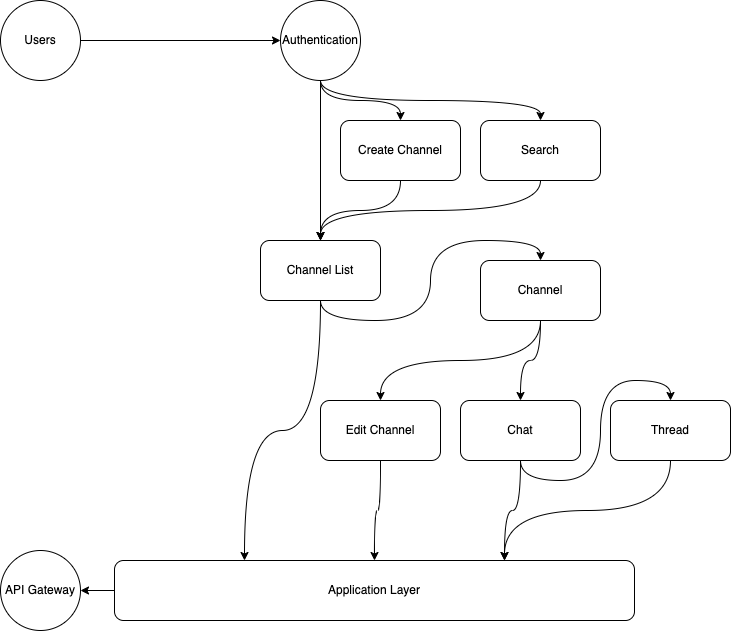 Users
Authentication
Create Channel
Search
Channel List
Channel
Edit Channel
Chat
Thread
API Gateway
Application Layer